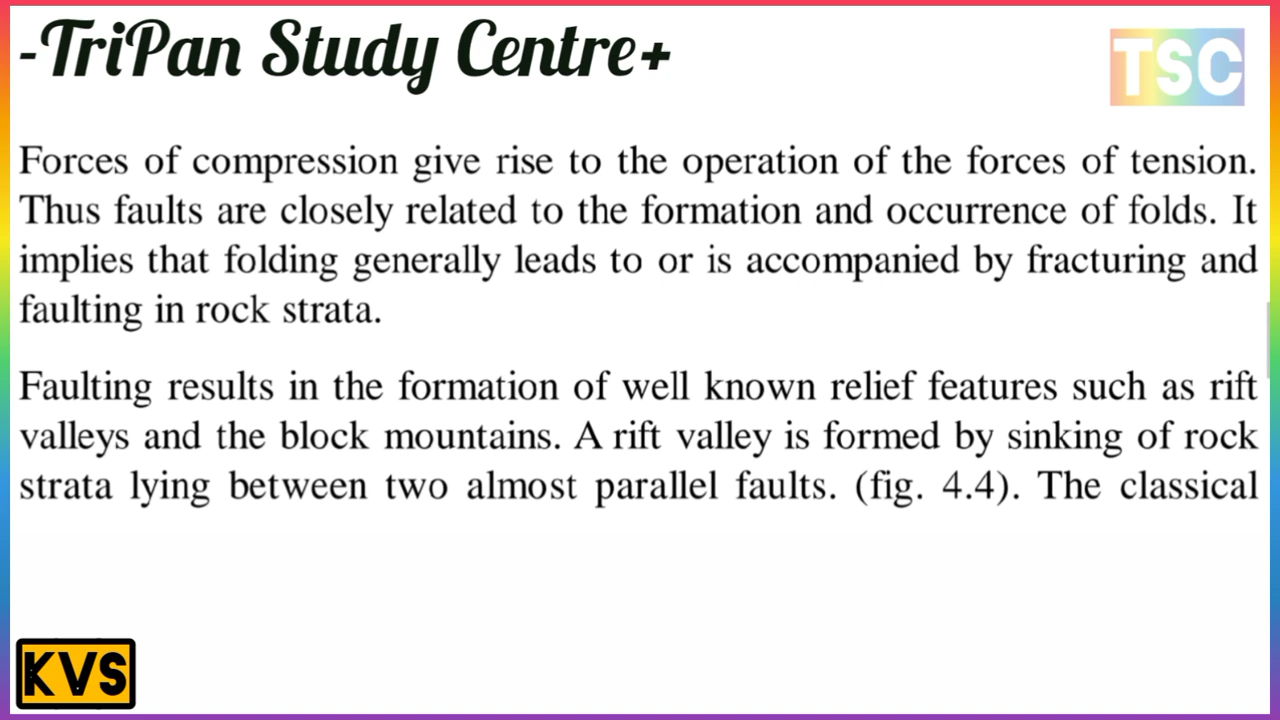 -TriPan Study Centre+
TSC
Forces of compression give rise to the operation of the forces of tension.
Thus faults are closely related to the formation and occurrence of folds. It
implies that folding generally leads to or is accompanied by fracturing and
faulting in rock strata.
Faulting results in the formation of well known relief features such as rift
valleys and the block mountains. A rift valley is formed by sinking of rock
strata lying between two almost parallel faults. (fig. 4.4). The classical
KVS